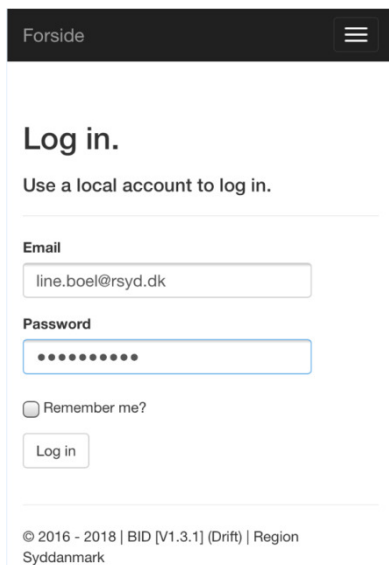 Forside
Log in.
Use a local account to log in.
Email
line.boel@rsyd.dk
Password
••••••••••
Remember me?
Log in
© 2016 - 2018 | BID [V1.3.1] (Drift) | Region
Syddanmark